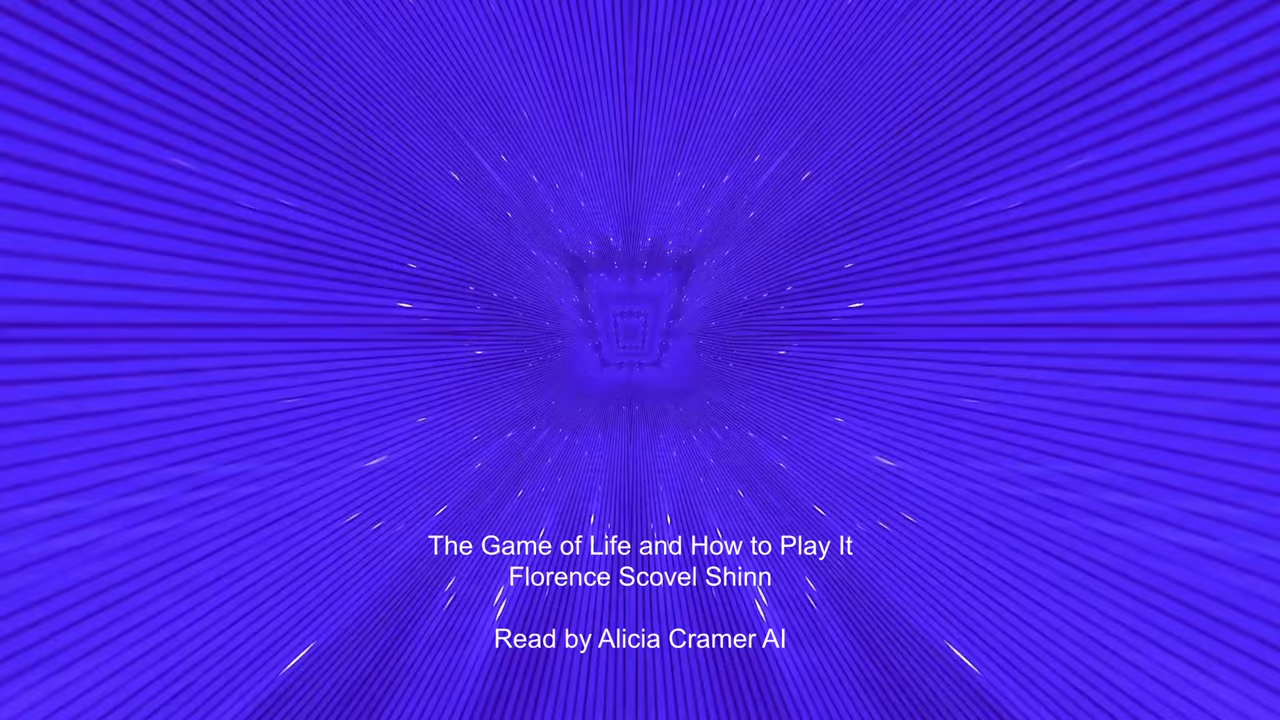 The Game of Life and How to Play It
Florence Scovel Shinn
Read by Alicia Cramer AI